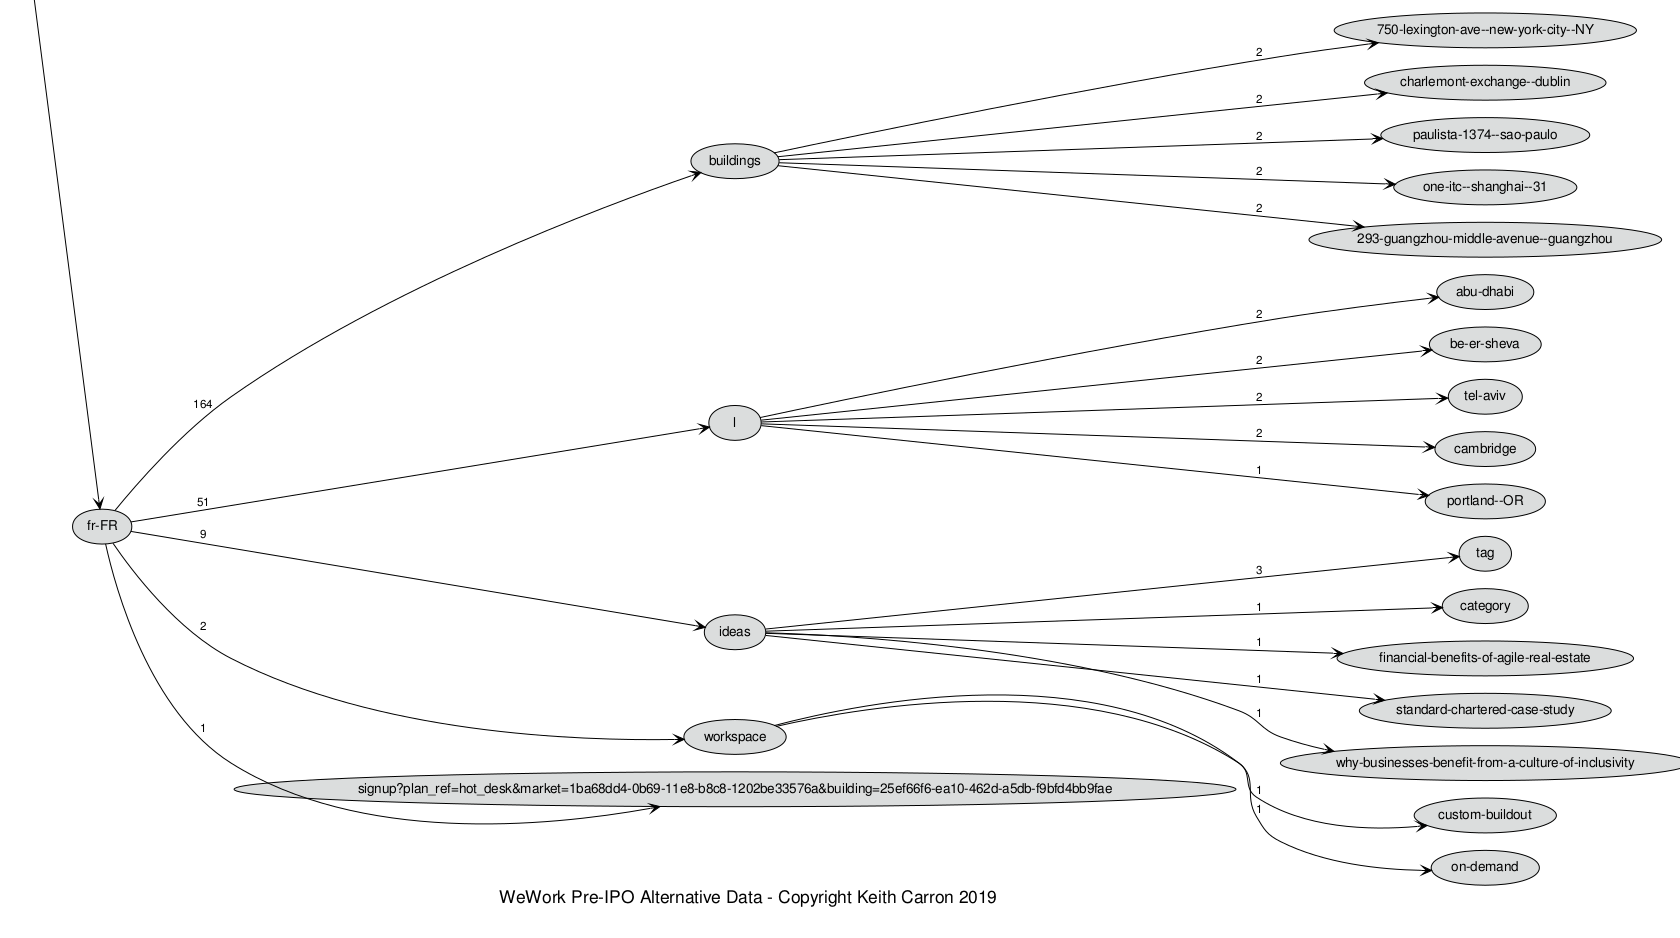 750-lexington-ave--new-york-city--NY
2
charlemont-exchange--dublin
2
paulista-1374--sao-paulo
2
buildings
one-itc--shanghai--31
2
293-guangzhou-middle-avenue--guangzhou
2
abu-dhabi
2
be-er-sheva
2
tel-aviv
2
164
l
cambridge
2
portland--OR
1
51
fr-FR
9
tag
3
category
1
ideas
financial-benefits-of-agile-real-estate
1
standard-chartered-case-study
1
2
1
why-businesses-benefit-from-a-culture-of-inclusivity
workspace
1
signup?plan_ref=hot_desk&market=1ba68dd4-0b69-11e8-b8c8-1202be33576a&building=25ef66f6-ea10-462d-a5db-f9bfd4bb9fae
1
custom-buildout
1
on-demand
WeWork Pre-IPO Alternative Data - Copyright Keith Carron 2019